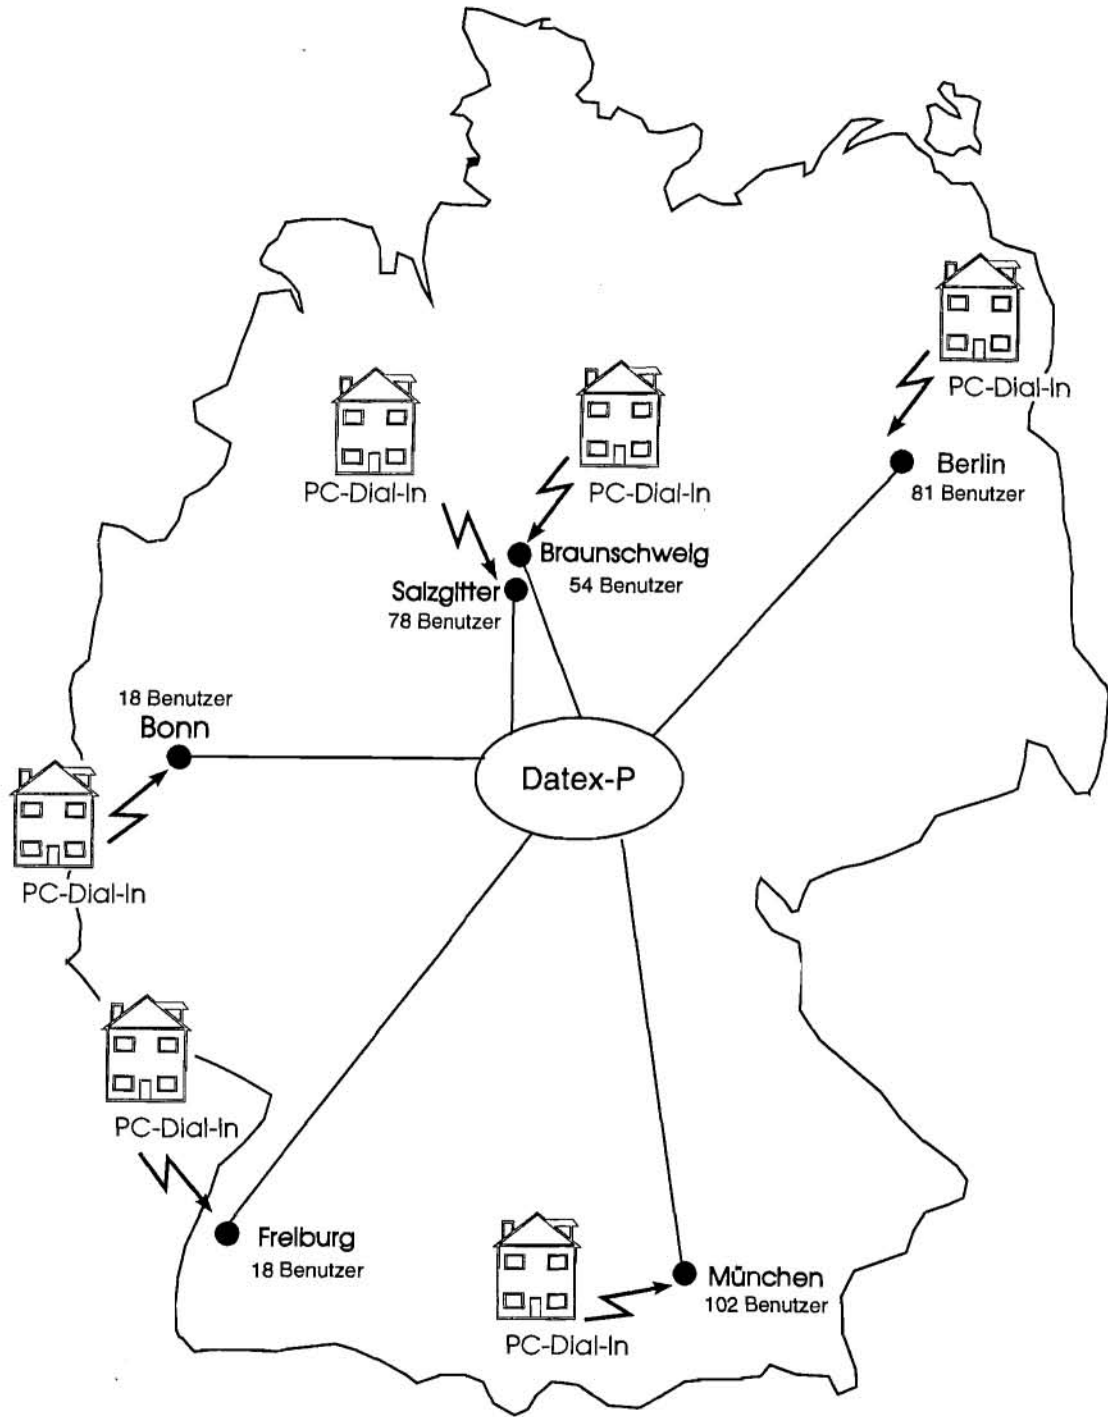 PC-Dial-In
Berlin
81 Benutzer
PC-Dial-In
PC-Dial-In
Braunschweig
54 Benutzer
Salzgitter
78 Benutzer
18 Benutzer
Bonn
Datex-P
PC-Dial-In
PC-Dial-In
Freiburg
18 Benutzer
München
102 Benutzer
PC-Dial-In